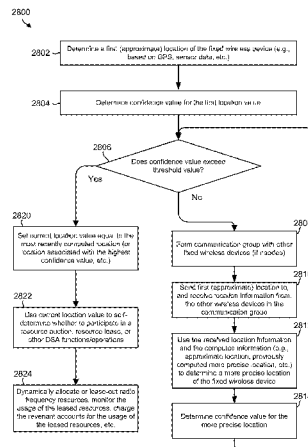 2800
2802
Determine a first (approximate) location of the fixed wireless device (e.g.,
based on GPS, sensor data, etc.)
2804
Determine confidence value for the first location value
2806
Does confidence value exceed
threshold value?
Yes
No
2820
Set current location value equal to the
most recently computed location (or
location associated with the highest
confidence value, etc.)
280
Form communication group with other
fixed wireless devices (if needed)
281
Send first (approximate) location to,
and receive location information from,
the other wireless devices in the
communication group
2822
Use current location value to self-
determine whether to participate in a
resource auction, resource lease, or
other DSA functions/operations
281
Use the received location information
and the computed information (e.g.,
approximate location, previously
computed more precise location, etc.)
to determine a more precise location
of the fixed wireless device
2824
Dynamically allocate or lease-out radio
frequency resources, monitor the
usage of the leased resources, charge
the relevant accounts for the usage of
the leased resources, etc.
281
Determine confidence value for the
more precise location